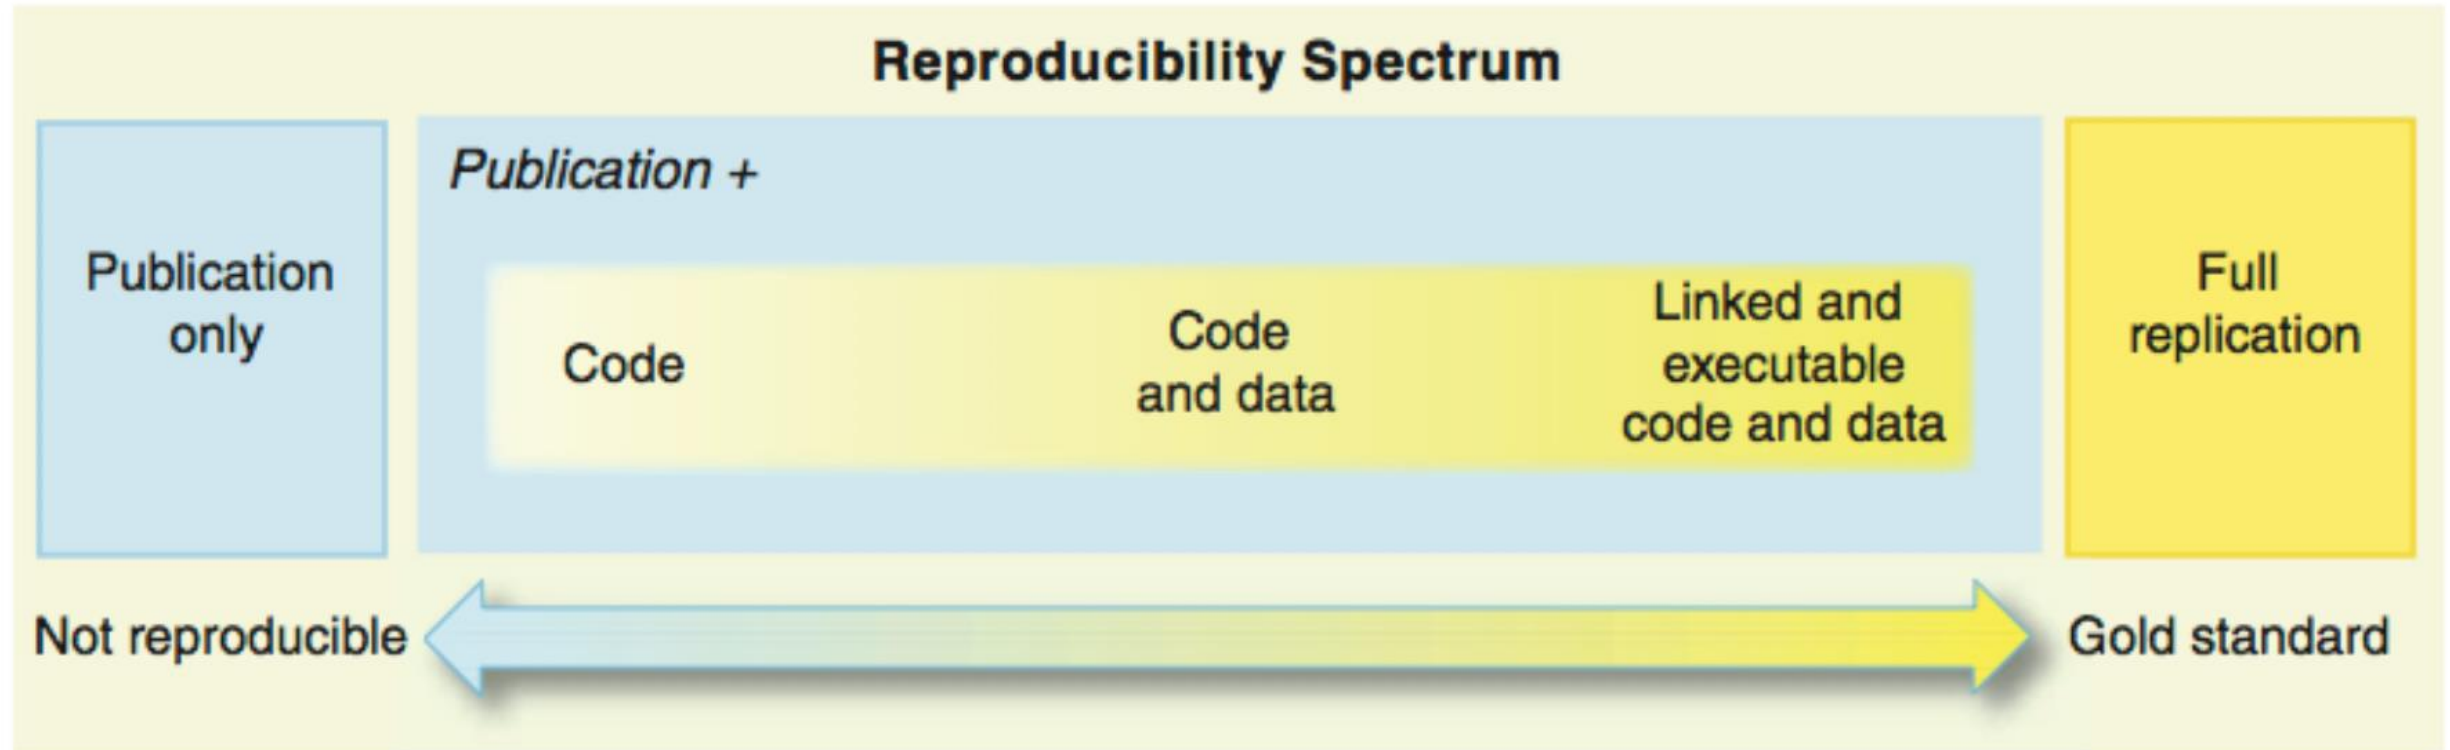 Reproducibility Spectrum
Publication
only
Publication +
Code
Code
and data
Linked and
executable
code and data
Full
replication
Not reproducible
Gold standard